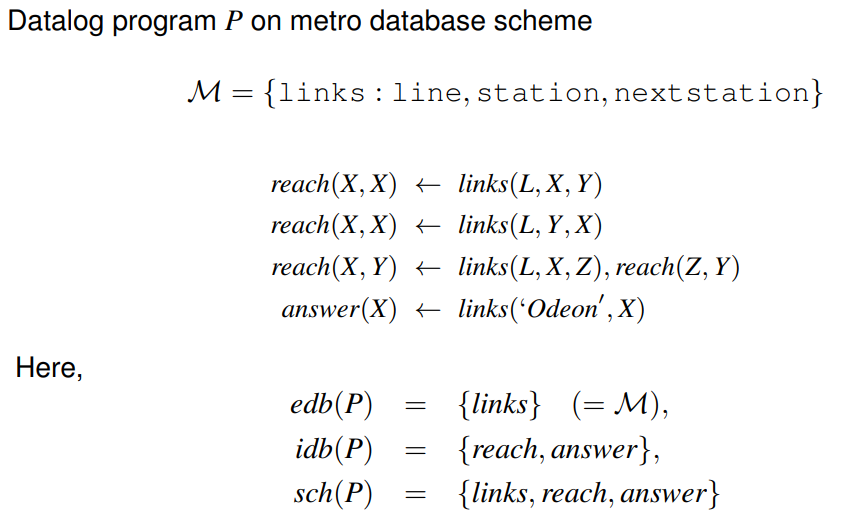 Datalog program P on metro database scheme
ℳ = {links : line, station, nextstation}
reach(X, X) ← links(L, X, Y)
reach(X, X) ← links(L, Y, X)
reach(X, Y) ← links(L, X, Z), reach(Z, Y)
answer(X) ← links(‘Odeon′, X)
Here,
edb(P) = {links} (= ℳ),
idb(P) = {reach, answer},
sch(P) = {links, reach, answer}